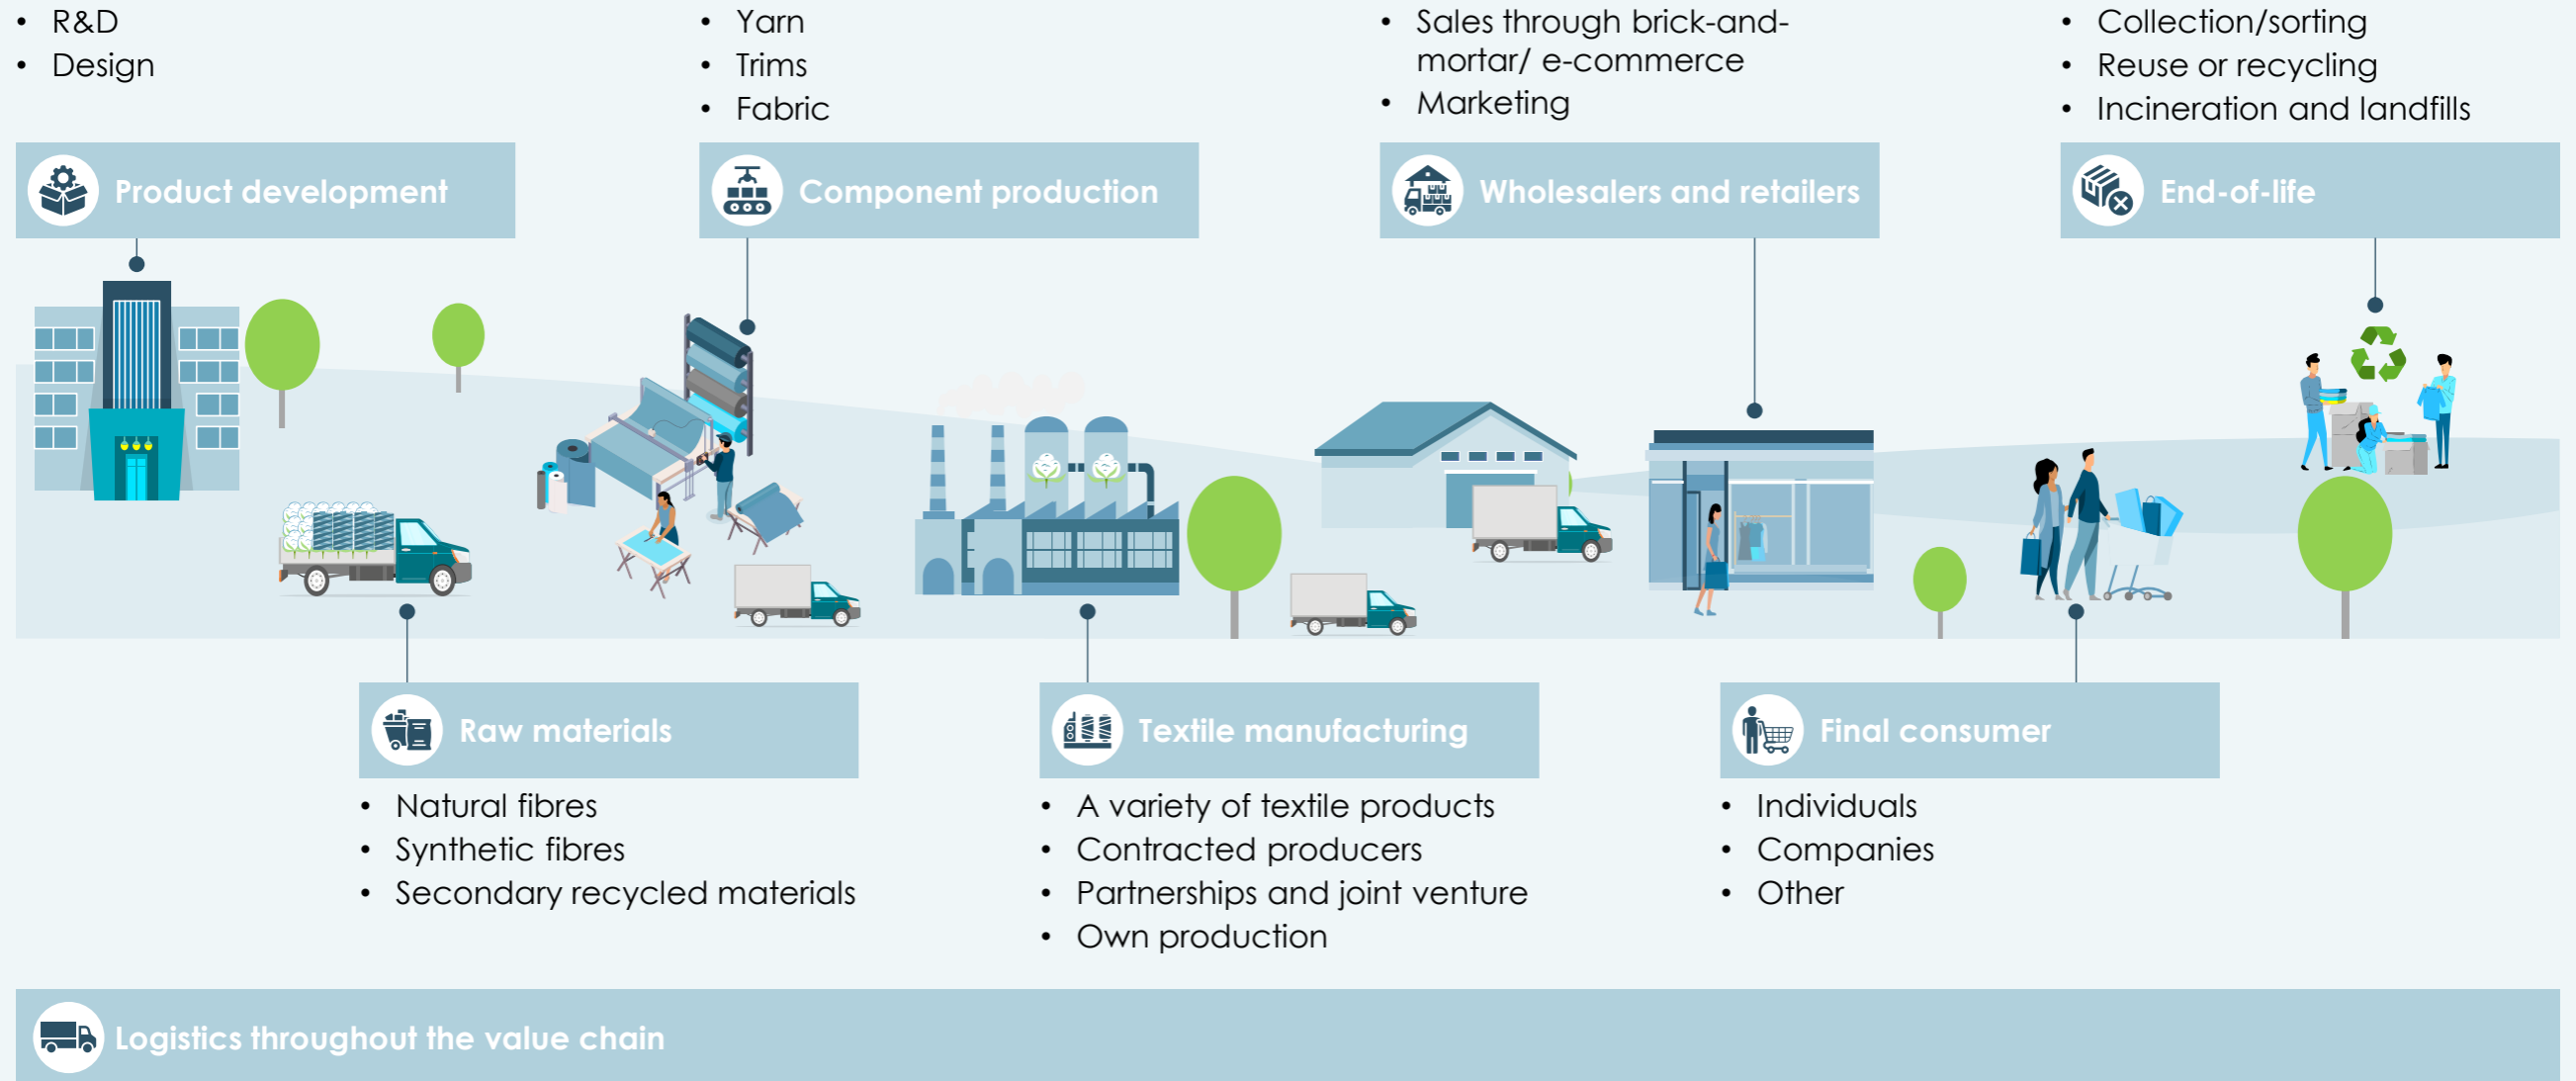 R&D
Design
Product development
Yarn
Trims
Fabric
Component production
Sales through brick-and-
mortar/ e-commerce
Marketing
Wholesalers and retailers
Collection/sorting
Reuse or recycling
Incineration and landfills
End-of-life
Raw materials
Natural fibres
Synthetic fibres
Secondary recycled materials
Textile manufacturing
A variety of textile products
Contracted producers
Partnerships and joint venture
Own production
Final consumer
Individuals
Companies
Other
Logistics throughout the value chain